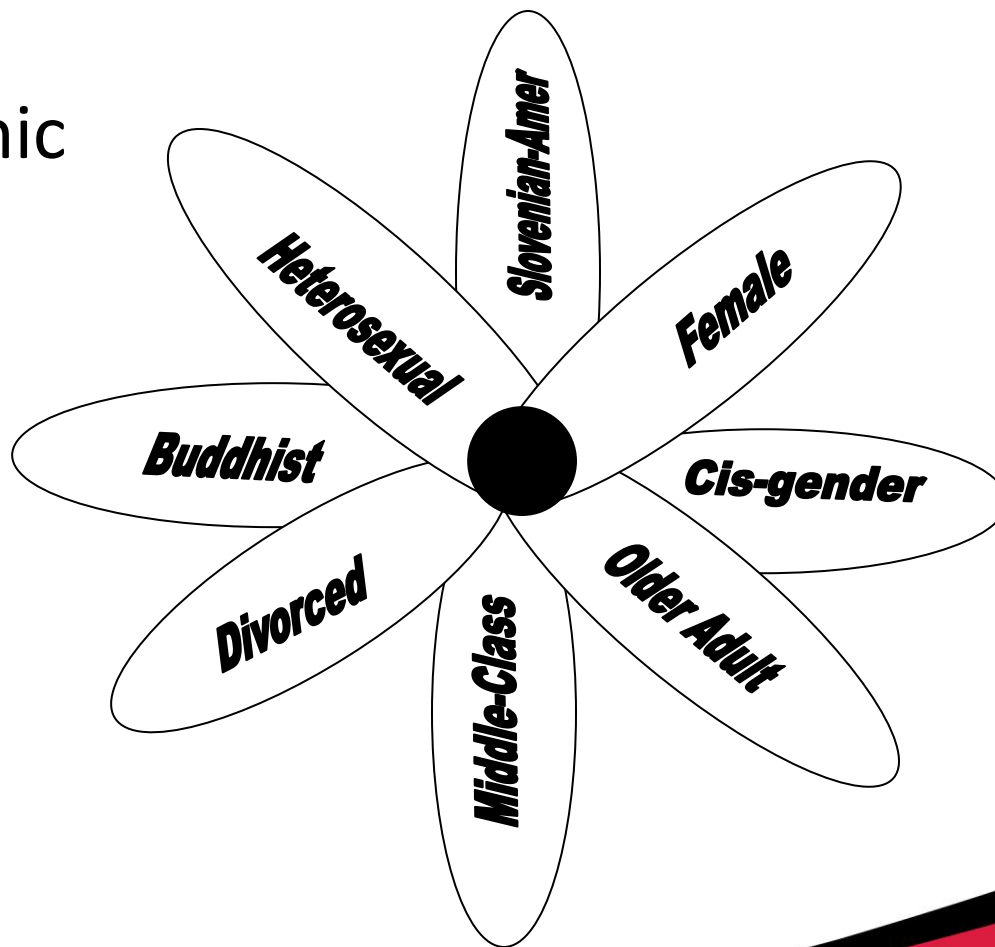 nic
Slovenian-Amer
Heterosexual
Female
Buddhist
Cis-gender
Divorced
Older Adult
Middle-Class